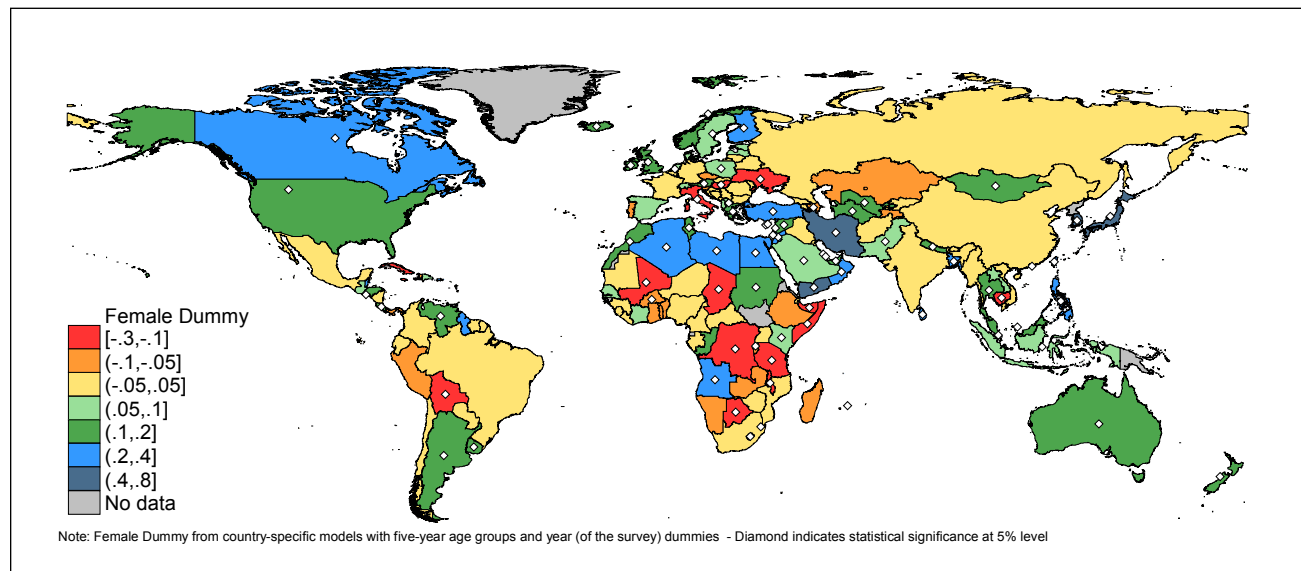 Female Dummy
[-.3,-.1]
(-.1,-.05]
(-.05,.05]
(.05,.1]
(.1,.2]
(.2,.4]
(.4,.8]
No data
Note: Female Dummy from country-specific models with five-year age groups and year (of the survey) dummies - Diamond indicates statistical significance at 5% level